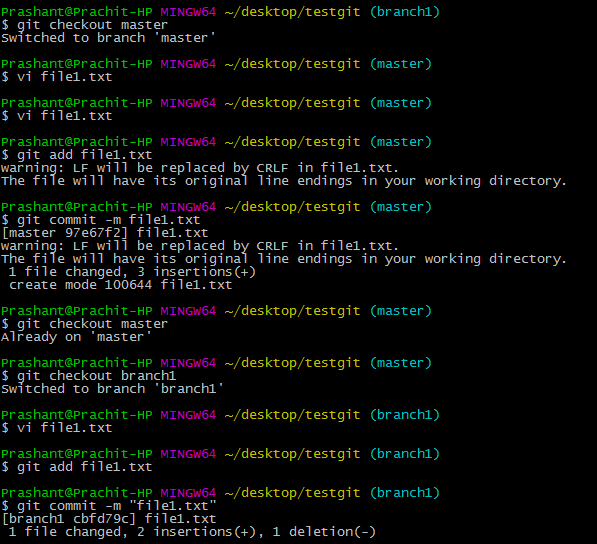 Prashant@Prachit-HP MINGW64 ~/desktop/testgit (branch1)
$ git checkout master
Switched to branch 'master'
Prashant@Prachit-HP MINGW64 ~/desktop/testgit (master)
$ vi file1.txt
Prashant@Prachit-HP MINGW64 ~/desktop/testgit (master)
$ vi file1.txt
Prashant@Prachit-HP MINGW64 ~/desktop/testgit (master)
$ git add file1.txt
warning: LF will be replaced by CRLF in file1.txt.
The file will have its original line endings in your working directory.
Prashant@Prachit-HP MINGW64 ~/desktop/testgit (master)
$ git commit -m file1.txt
[master 97e67f2] file1.txt
warning: LF will be replaced by CRLF in file1.txt.
The file will have its original line endings in your working directory.
 1 file changed, 3 insertions(+)
 create mode 100644 file1.txt
Prashant@Prachit-HP MINGW64 ~/desktop/testgit (master)
$ git checkout master
Already on 'master'
Prashant@Prachit-HP MINGW64 ~/desktop/testgit (master)
$ git checkout branch1
Switched to branch 'branch1'
Prashant@Prachit-HP MINGW64 ~/desktop/testgit (branch1)
$ vi file1.txt
Prashant@Prachit-HP MINGW64 ~/desktop/testgit (branch1)
$ git add file1.txt
Prashant@Prachit-HP MINGW64 ~/desktop/testgit (branch1)
$ git commit -m "file1.txt"
[branch1 cbfd79c] file1.txt
 1 file changed, 2 insertions(+), 1 deletion(-)